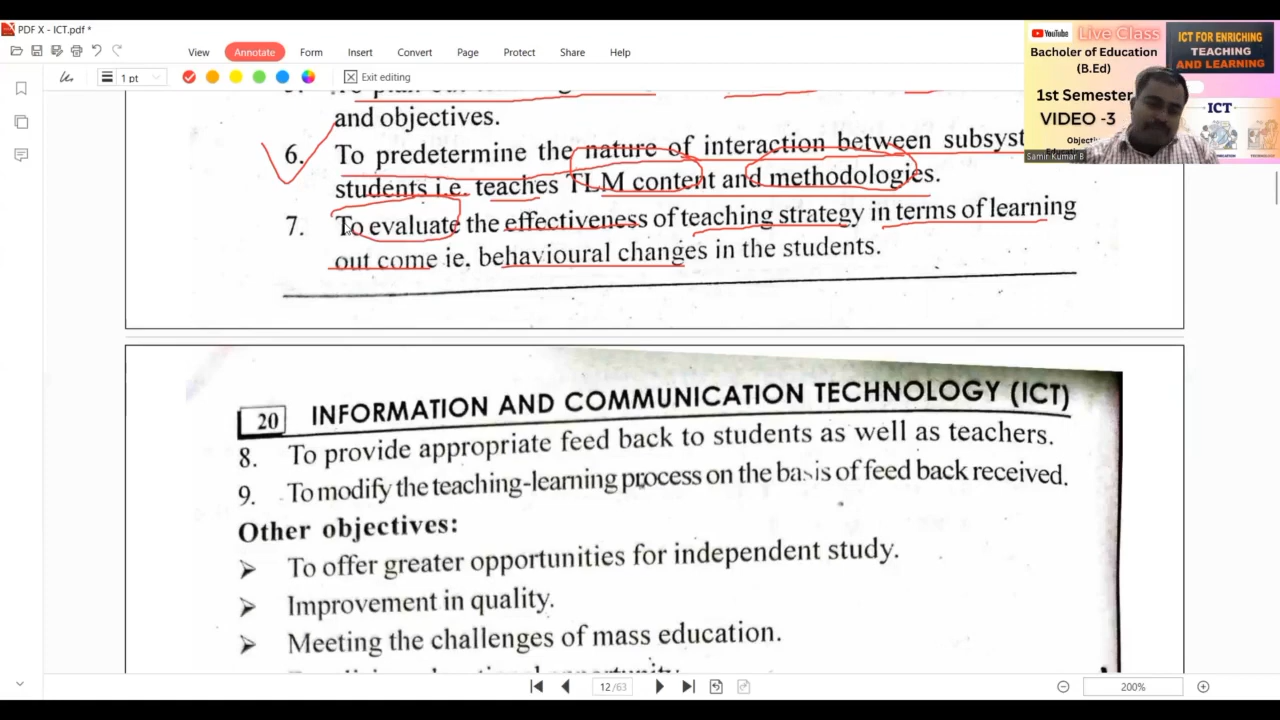 PDF X - ICT.pdf *
View Annotate Form Insert Convert Page Protect Share Help
1 pt
Exit editing
YouTube Live Class
Bacholer of Education
(B.Ed)
1st Semester
VIDEO -3
Samir Kumar B
ICT FOR ENRICHING
TEACHING
AND LEARNING
ICT
and objectives.
6. To predetermine the nature of interaction between
students i.e. teaches TLM content and methodologies.
7. To evaluate the effectiveness of teaching strategy in terms of learning
out come ie. behavioural changes in the students.
20 INFORMATION AND COMMUNICATION TECHNOLOGY (ICT)
8. To provide appropriate feed back to students as well as teachers.
9. To modify the teaching-learning process on the basis of feed back received.
Other objectives:
➤ To offer greater opportunities for independent study.
➤ Improvement in quality.
➤ Meeting the challenges of mass education.
12/63
200%